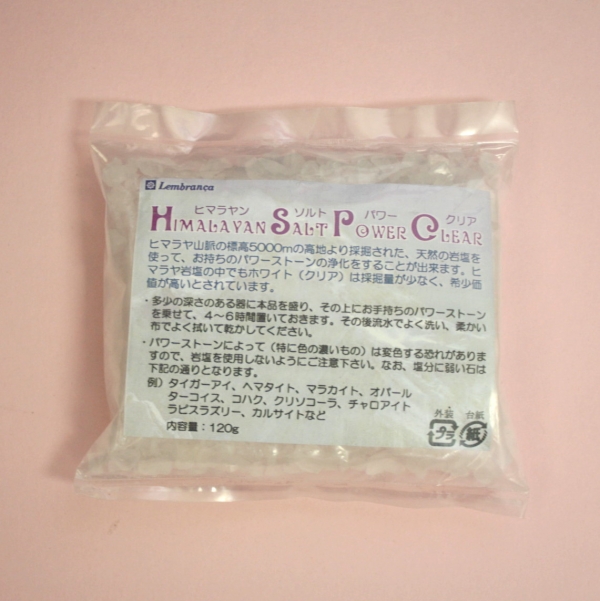 Lembrança
ヒマラヤン ソルト パワー クリア
HIMALAYAN SALT POWER CLEAR
ヒマラヤ山脈の標高5000mの高地より採掘された、天然の岩塩を
使って、お持ちのパワーストーンの浄化をすることが出来ます。ヒ
マラヤ岩塩の中でもホワイト（クリア）は採掘量が少なく、希少価
値が高いとされています。
・多少の深さのある器に本品を盛り、その上にお手持ちのパワーストーン
を乗せて、４～６時間置いておきます。その後流水でよく洗い、柔かい
布でよく拭いて乾かしてください。
・パワーストーンによって（特に色の濃いもの）は変色する恐れがありま
すので、岩塩を使用しないようにご注意下さい。なお、塩分に弱い石は
下記の通りとなります。
例）タイガーアイ、ヘマタイト、マラカイト、オパール
ターコイス、コハク、クリソコーラ、チャロアイト
ラピスラズリー、カルサイトなど
内容量：120g
外装 台紙
プラ 紙